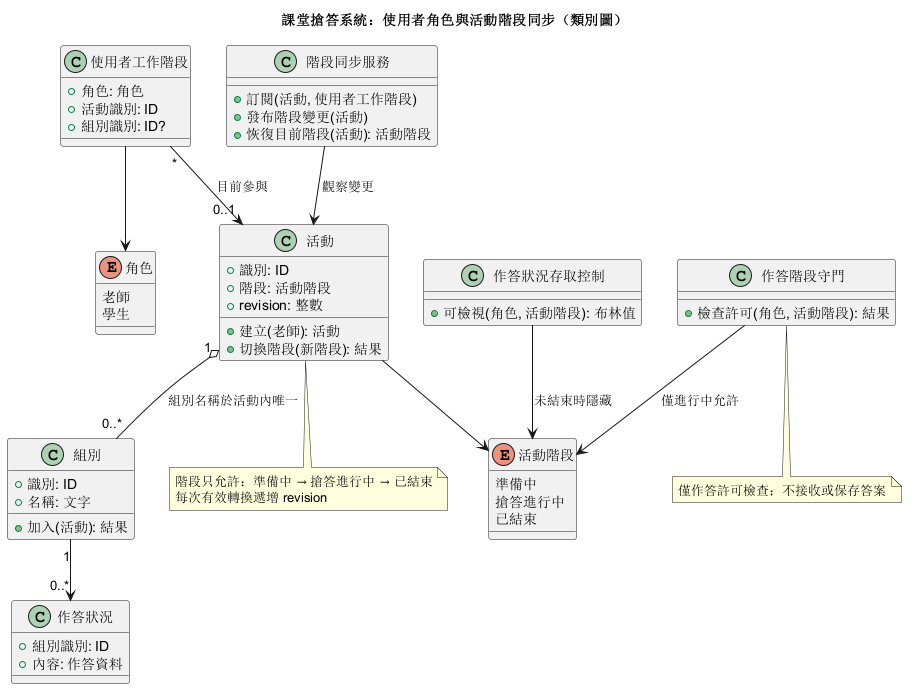 課堂搶答系統：使用者角色與活動階段同步（類別圖）
C 使用者工作階段
角色: 角色
活動識別: ID
組別識別: ID?
C 階段同步服務
訂閱(活動, 使用者工作階段)
發布階段變更(活動)
恢復目前階段(活動): 活動階段
*
目前參與
0..1
觀察變更
E 角色
老師
學生
C 活動
識別: ID
階段: 活動階段
revision: 整數
建立(老師): 活動
切換階段(新階段): 結果
C 作答狀況存取控制
可檢視(角色, 活動階段): 布林值
C 作答階段守門
檢查許可(角色, 活動階段): 結果
1
組別名稱於活動內唯一
0..*
未結束時隱藏
僅進行中允許
C 組別
識別: ID
名稱: 文字
加入(活動): 結果
階段只允許：準備中 → 搶答進行中 → 已結束
每次有效轉換遞增 revision
E 活動階段
準備中
搶答進行中
已結束
僅作答許可檢查；不接收或保存答案
1
0..*
C 作答狀況
組別識別: ID
內容: 作答資料